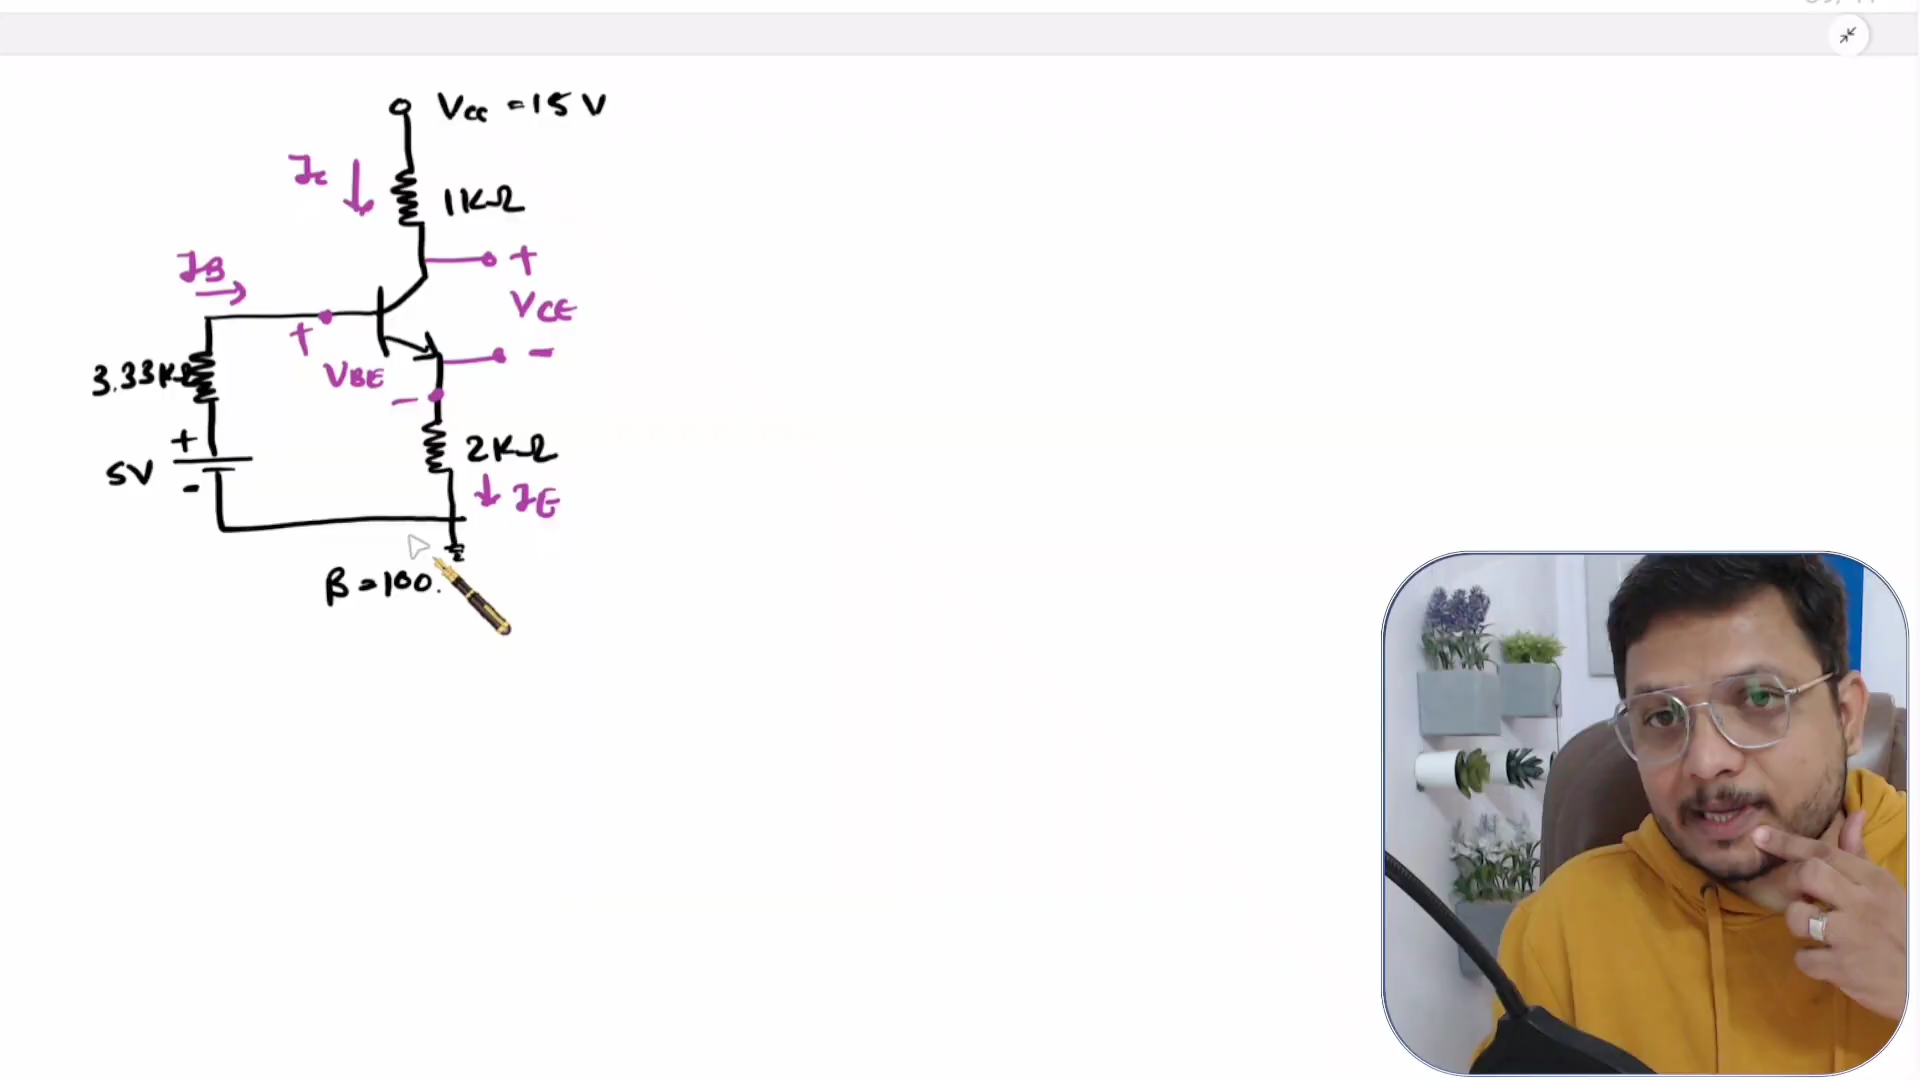 Vcc = 15 V
Ic
1KΩ
IB
+
+
VCE
3.33KΩ
VBE
-
-
+
2KΩ
5V
-
IE
β = 100.